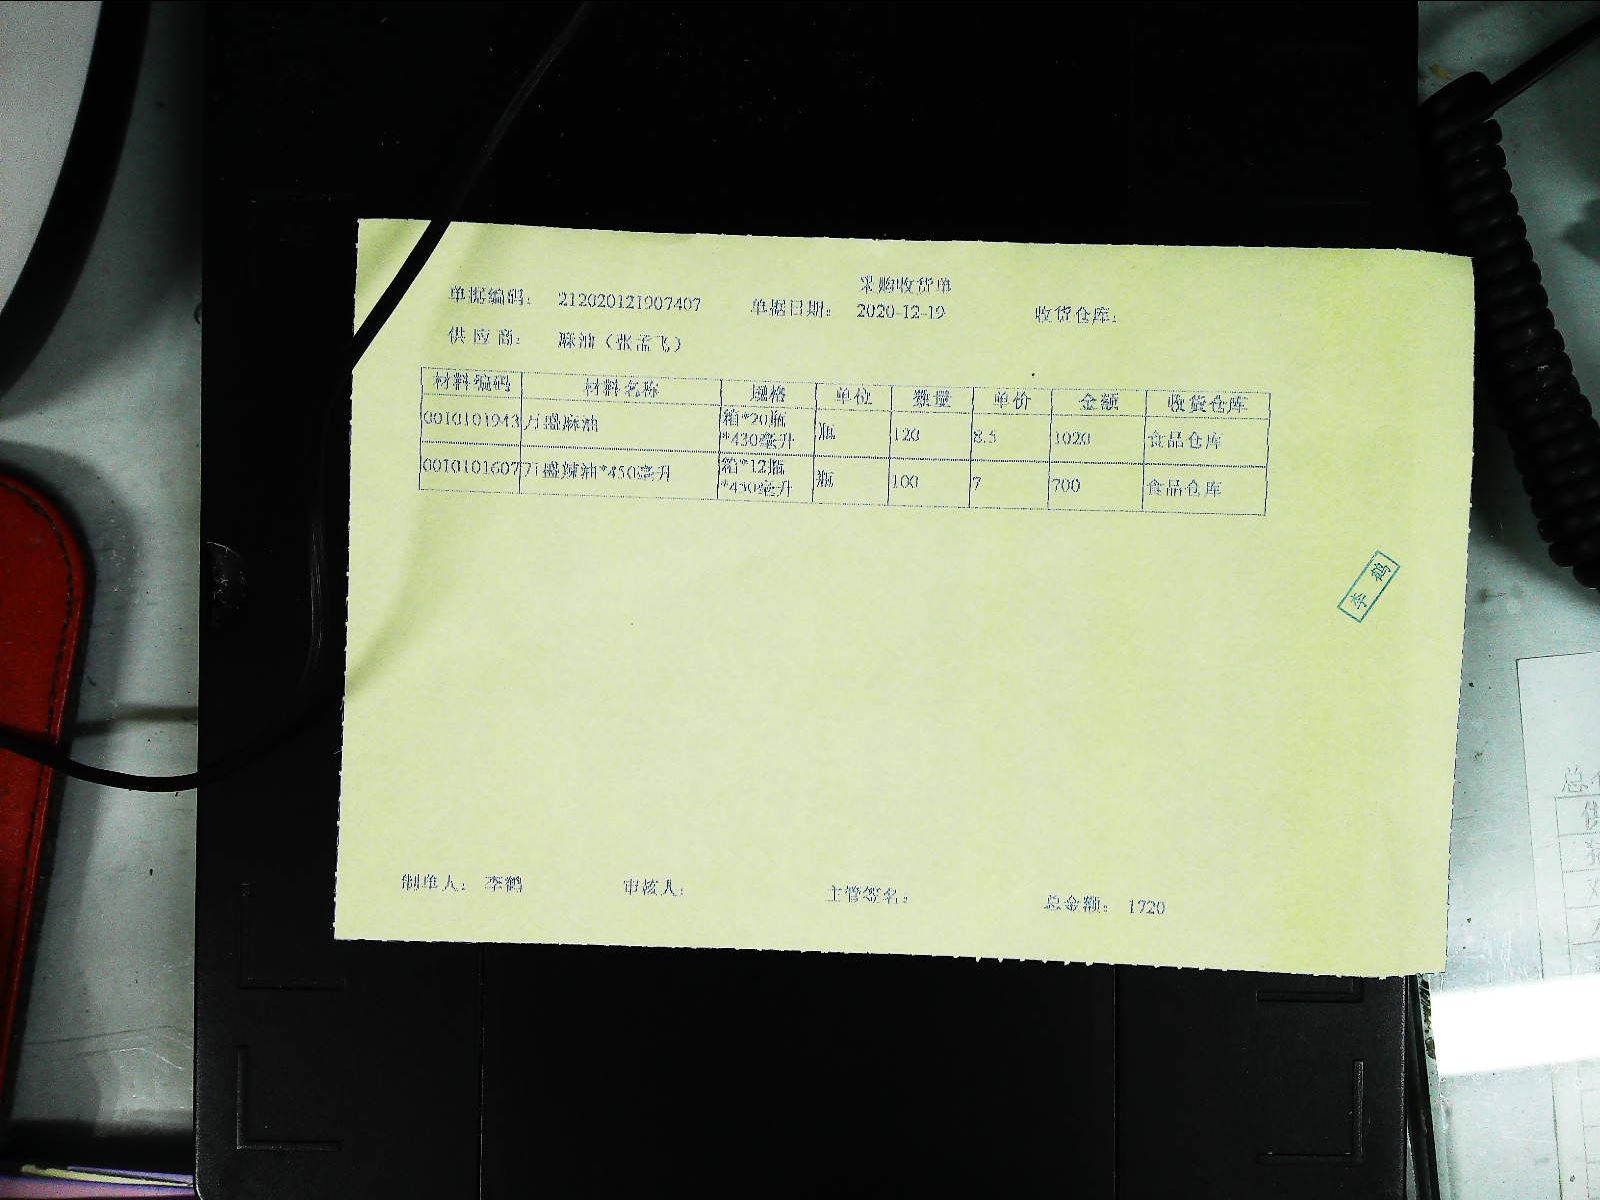 采购收货单
单据编码： 212020121907407 单据日期： 2020-12-19 收货仓库：
供应商： 麻油（张孟飞）
材料编码 材料名称 规格 单位 数量 单价 金额 收货仓库
0010101943 万盛麻油 箱*20瓶*430毫升 瓶 120 8.5 1020 食品仓库
0010101607 万盛辣油*450毫升 箱*12瓶*450毫升 瓶 100 7 700 食品仓库
李鹤
制单人： 李鹤 审核人： 主管签名： 总金额： 1720